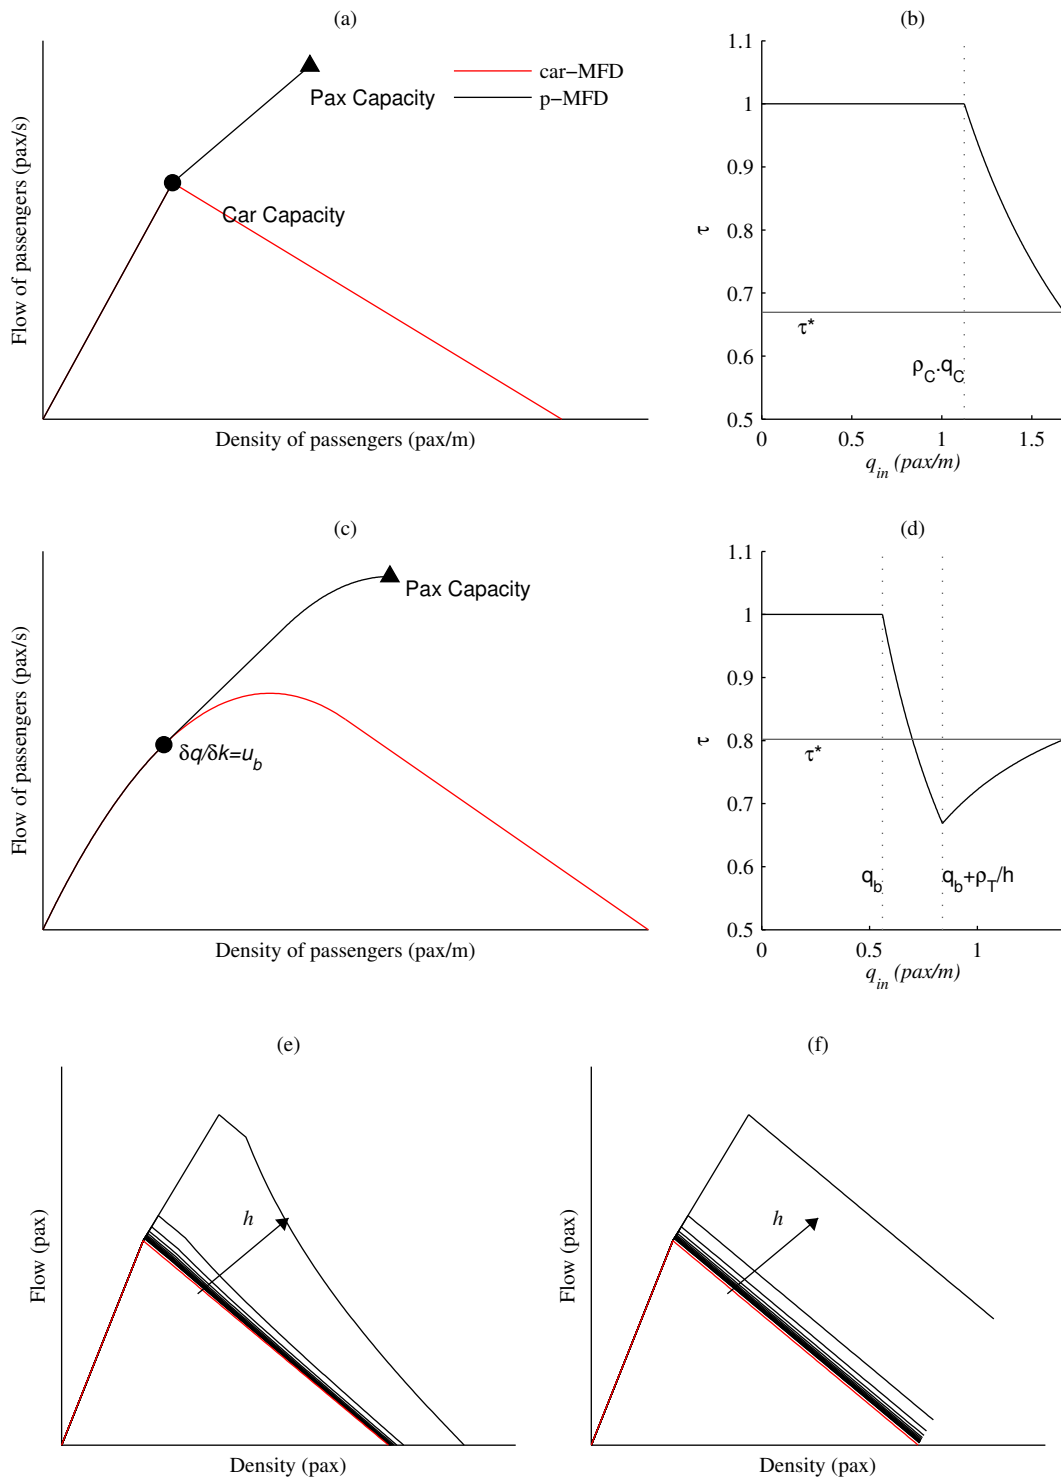 (a)
Flow of passengers (pax/s)
Pax Capacity
Car Capacity
car−MFD
p−MFD
Density of passengers (pax/m)
(b)
1.1
1
0.9
0.8
0.7
0.6
0.5
τ
τ*
ρC.qC
0
0.5
1
1.5
qin (pax/m)
(c)
Flow of passengers (pax/s)
Pax Capacity
δq/δk=ub
Density of passengers (pax/m)
(d)
1.1
1
0.9
0.8
0.7
0.6
0.5
τ
τ*
qb
qb+ρT/h
0
0.5
1
qin (pax/m)
(e)
Flow (pax)
h
Density (pax)
(f)
Flow (pax)
h
Density (pax)